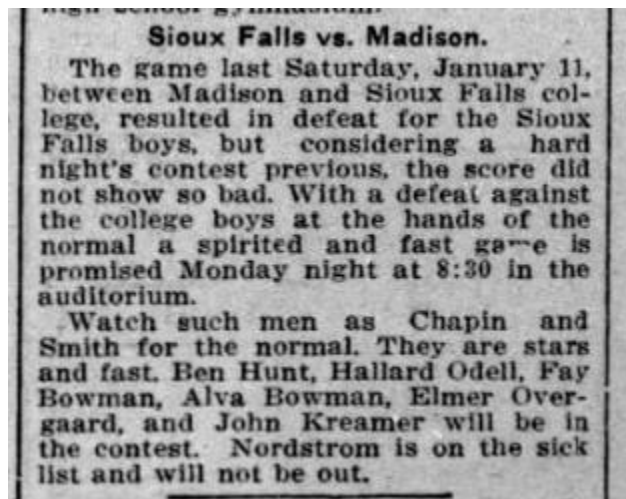 high school gymnasium.
Sioux Falls vs. Madison.
The game last Saturday, January 11,
between Madison and Sioux Falls col-
lege, resulted in defeat for the Sioux
Falls boys, but considering a hard
night's contest previous, the score did
not show so bad. With a defeat against
the college boys at the hands of the
normal a spirited and fast game is
promised Monday night at 8:30 in the
auditorium.
Watch such men as Chapin and
Smith for the normal. They are stars
and fast. Ben Hunt, Hallard Odell, Fay
Bowman, Alva Bowman, Elmer Over-
gaard, and John Kreamer will be in
the contest. Nordstrom is on the sick
list and will not be out.